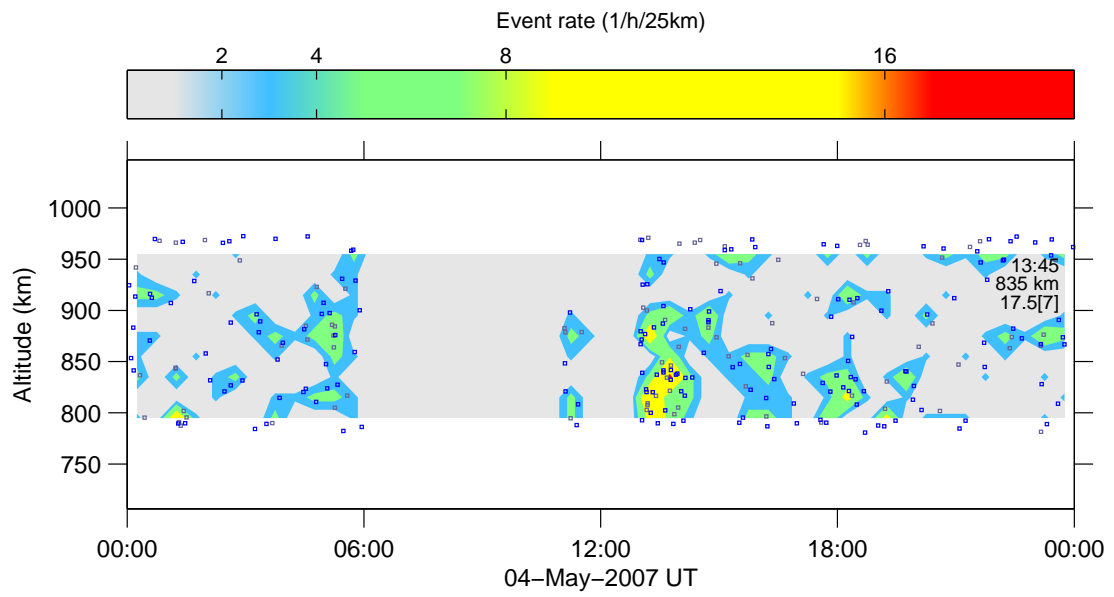 Event rate (1/h/25km)
2 4 8 16
Altitude (km)
1000
950
900
850
800
750
13:45
835 km
17.5[7]
00:00 06:00 12:00 18:00 00:00
04−May−2007 UT